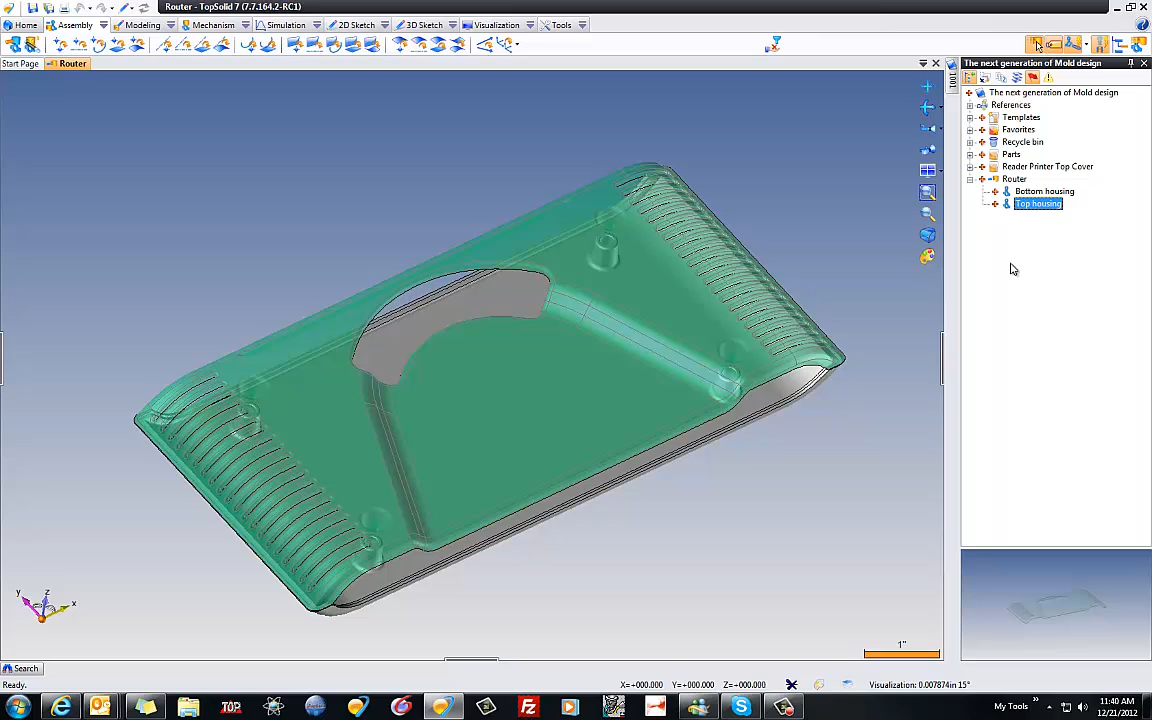 Router - TopSolid 7 (7.7.164.2-RC1)
Home Assembly Modeling Mechanism Simulation 2D Sketch 3D Sketch Visualization Tools
Start Page Router
The next generation of Mold design
1001
The next generation of Mold design
References
Templates
Favorites
Recycle bin
Parts
Reader Printer Top Cover
Router
Bottom housing
Top housing
y
z
x
1"
Search
Ready.
X=+000.000 Y=+000.000 Z=+000.000 Visualization: 0.007874in 15°
TOP
My Tools
»
11:40 AM
12/21/2012